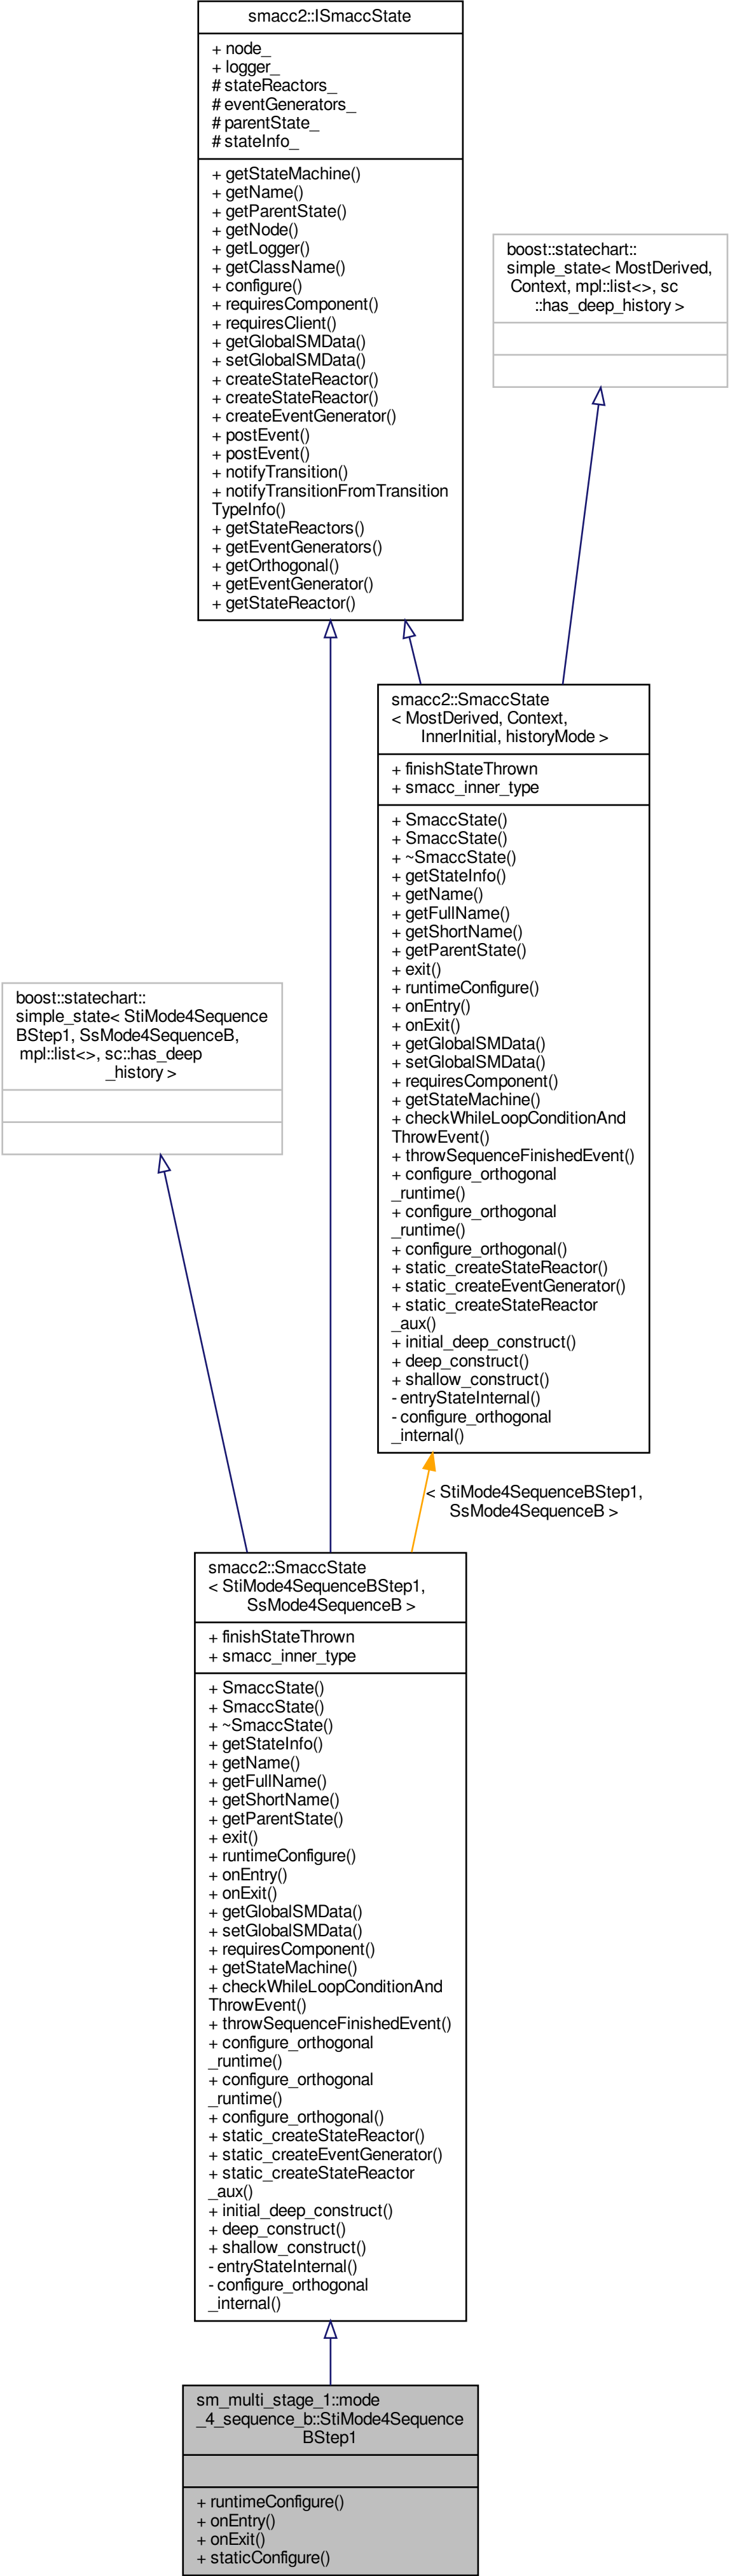 smacc2::ISmaccState
+ node_
+ logger_
# stateReactors_
# eventGenerators_
# parentState_
# stateInfo_
+ getStateMachine()
+ getName()
+ getParentState()
+ getNode()
+ getLogger()
+ getClassName()
+ configure()
+ requiresComponent()
+ requiresClient()
+ getGlobalSMData()
+ setGlobalSMData()
+ createStateReactor()
+ createStateReactor()
+ createEventGenerator()
+ postEvent()
+ postEvent()
+ notifyTransition()
+ notifyTransitionFromTransition
TypeInfo()
+ getStateReactors()
+ getEventGenerators()
+ getOrthogonal()
+ getEventGenerator()
+ getStateReactor()
boost::statechart::
simple_state< MostDerived,
Context, mpl::list<>, sc
::has_deep_history >
smacc2::SmaccState
< MostDerived, Context,
InnerInitial, historyMode >
+ finishStateThrown
+ smacc_inner_type
+ SmaccState()
+ SmaccState()
+ ~SmaccState()
+ getStateInfo()
+ getName()
+ getFullName()
+ getShortName()
+ getParentState()
+ exit()
+ runtimeConfigure()
+ onEntry()
+ onExit()
+ getGlobalSMData()
+ setGlobalSMData()
+ requiresComponent()
+ getStateMachine()
+ checkWhileLoopConditionAnd
ThrowEvent()
+ throwSequenceFinishedEvent()
+ configure_orthogonal
_runtime()
+ configure_orthogonal
_runtime()
+ configure_orthogonal()
+ static_createStateReactor()
+ static_createEventGenerator()
+ static_createStateReactor
_aux()
+ initial_deep_construct()
+ deep_construct()
+ shallow_construct()
- entryStateInternal()
- configure_orthogonal
_internal()
boost::statechart::
simple_state< StiMode4Sequence
BStep1, SsMode4SequenceB,
mpl::list<>, sc::has_deep
_history >
< StiMode4SequenceBStep1,
SsMode4SequenceB >
smacc2::SmaccState
< StiMode4SequenceBStep1,
SsMode4SequenceB >
+ finishStateThrown
+ smacc_inner_type
+ SmaccState()
+ SmaccState()
+ ~SmaccState()
+ getStateInfo()
+ getName()
+ getFullName()
+ getShortName()
+ getParentState()
+ exit()
+ runtimeConfigure()
+ onEntry()
+ onExit()
+ getGlobalSMData()
+ setGlobalSMData()
+ requiresComponent()
+ getStateMachine()
+ checkWhileLoopConditionAnd
ThrowEvent()
+ throwSequenceFinishedEvent()
+ configure_orthogonal
_runtime()
+ configure_orthogonal
_runtime()
+ configure_orthogonal()
+ static_createStateReactor()
+ static_createEventGenerator()
+ static_createStateReactor
_aux()
+ initial_deep_construct()
+ deep_construct()
+ shallow_construct()
- entryStateInternal()
- configure_orthogonal
_internal()
sm_multi_stage_1::mode
_4_sequence_b::StiMode4Sequence
BStep1
+ runtimeConfigure()
+ onEntry()
+ onExit()
+ staticConfigure()